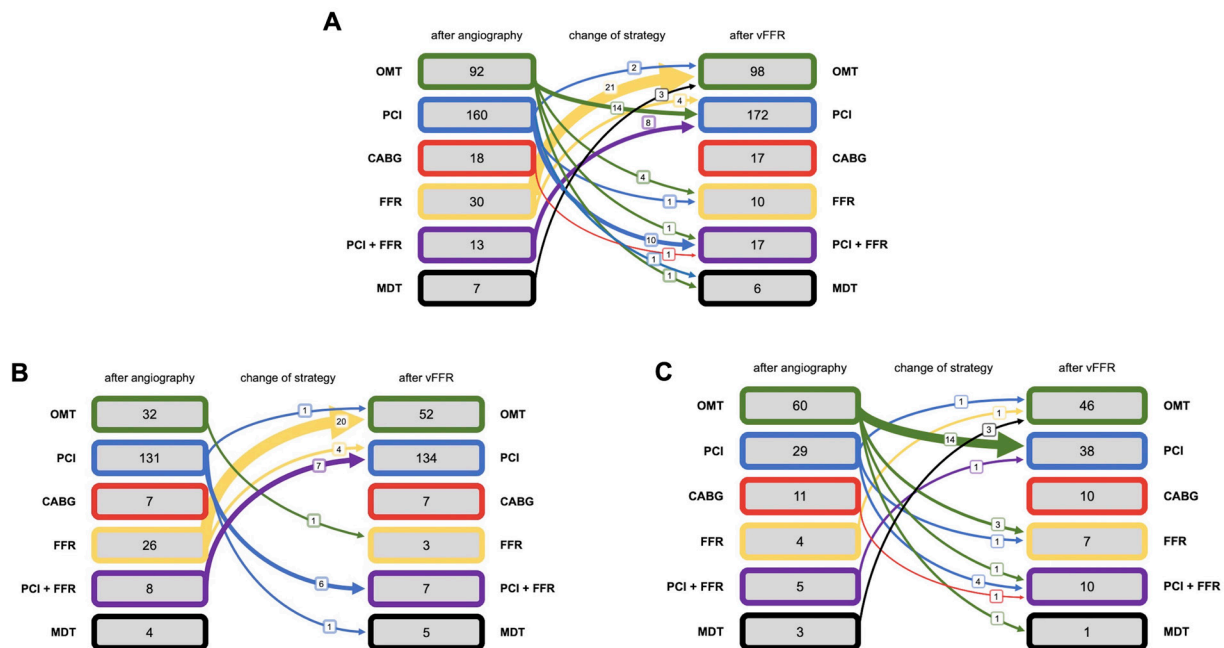 A
after angiography change of strategy after vFFR
OMT 92 2 98 OMT
21 3 4
PCI 160 14 172 PCI
8
CABG 18 17 CABG
4
FFR 30 1 10 FFR
1
PCI + FFR 13 10 1 17 PCI + FFR
1
MDT 7 1 6 MDT
B
after angiography change of strategy after vFFR
OMT 32 1 52 OMT
20
PCI 131 4 134 PCI
7
CABG 7 7 CABG
1
FFR 26 3 FFR
PCI + FFR 8 6 7 PCI + FFR
MDT 4 1 5 MDT
C
after angiography change of strategy after vFFR
OMT 60 1 46 OMT
1
3
PCI 29 14 38 PCI
1
CABG 11 10 CABG
3
FFR 4 1 7 FFR
1
PCI + FFR 5 4 10 PCI + FFR
1
MDT 3 1 1 MDT